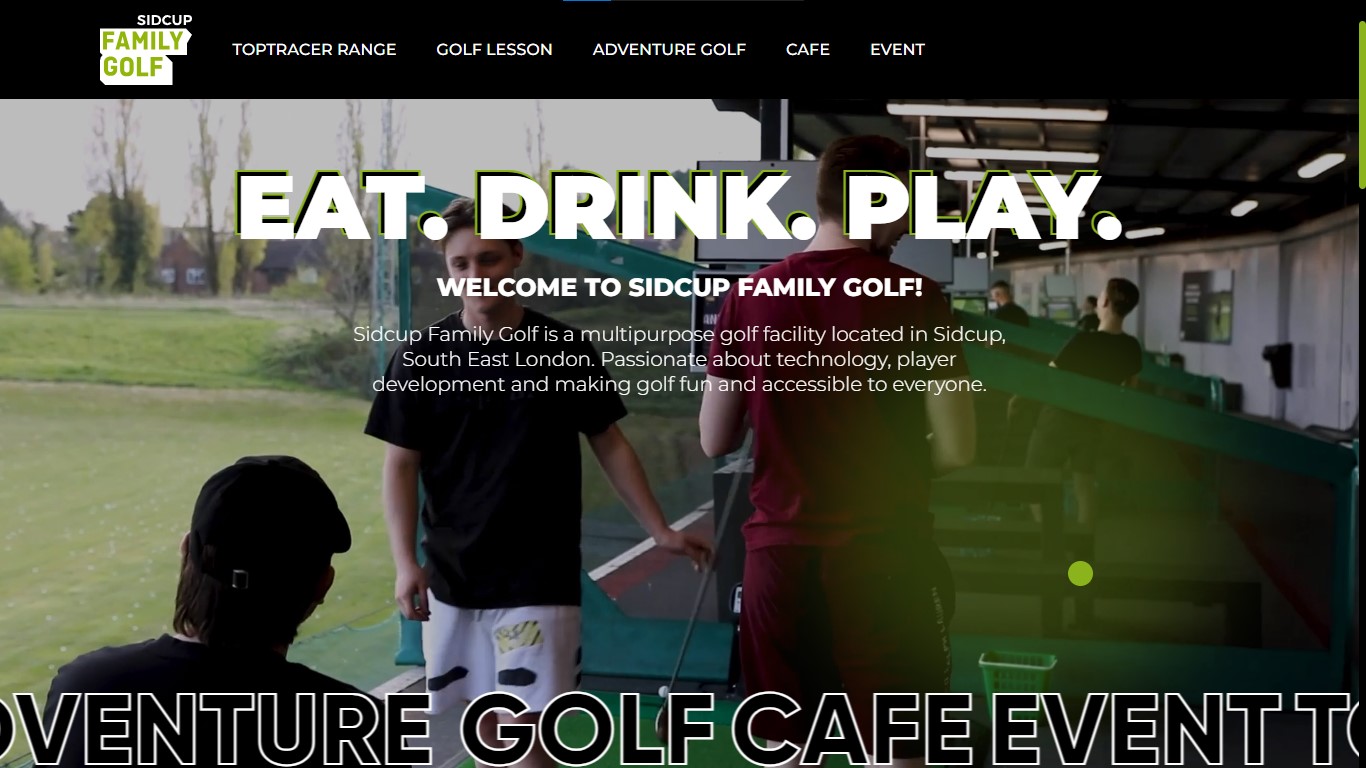 SIDCUP
FAMILY
GOLF
TOPTRACER RANGE GOLF LESSON ADVENTURE GOLF CAFE EVENT
EAT. DRINK. PLAY.
WELCOME TO SIDCUP FAMILY GOLF!
Sidcup Family Golf is a multipurpose golf facility located in Sidcup,
South East London. Passionate about technology, player
development and making golf fun and accessible to everyone.
DVENTURE GOLF CAFE EVENT TO